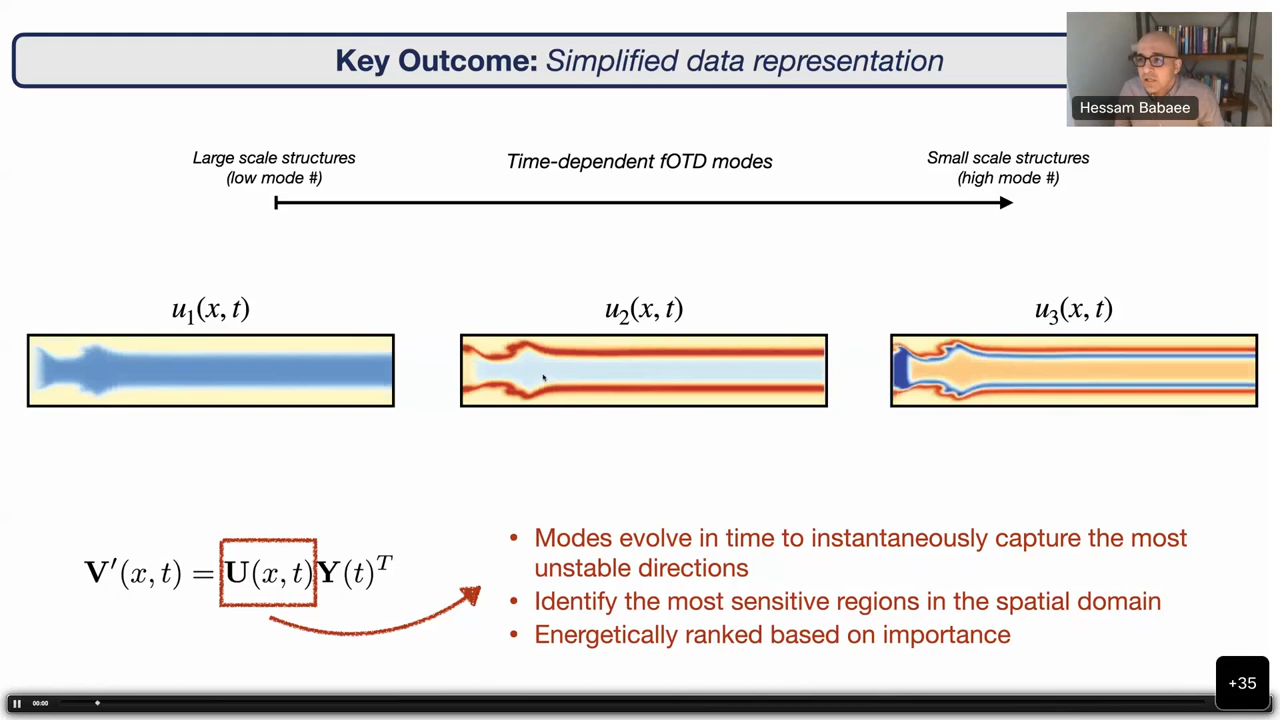 Key Outcome: Simplified data representation
Hessam Babaee
Large scale structures
(low mode #)
Time-dependent fOTD modes
Small scale structures
(high mode #)
u₁(x, t)
u₂(x, t)
u₃(x, t)
V′(x, t) = U(x, t)Y(t)ᵀ
• Modes evolve in time to instantaneously capture the most
unstable directions
• Identify the most sensitive regions in the spatial domain
• Energetically ranked based on importance
+35
00:00